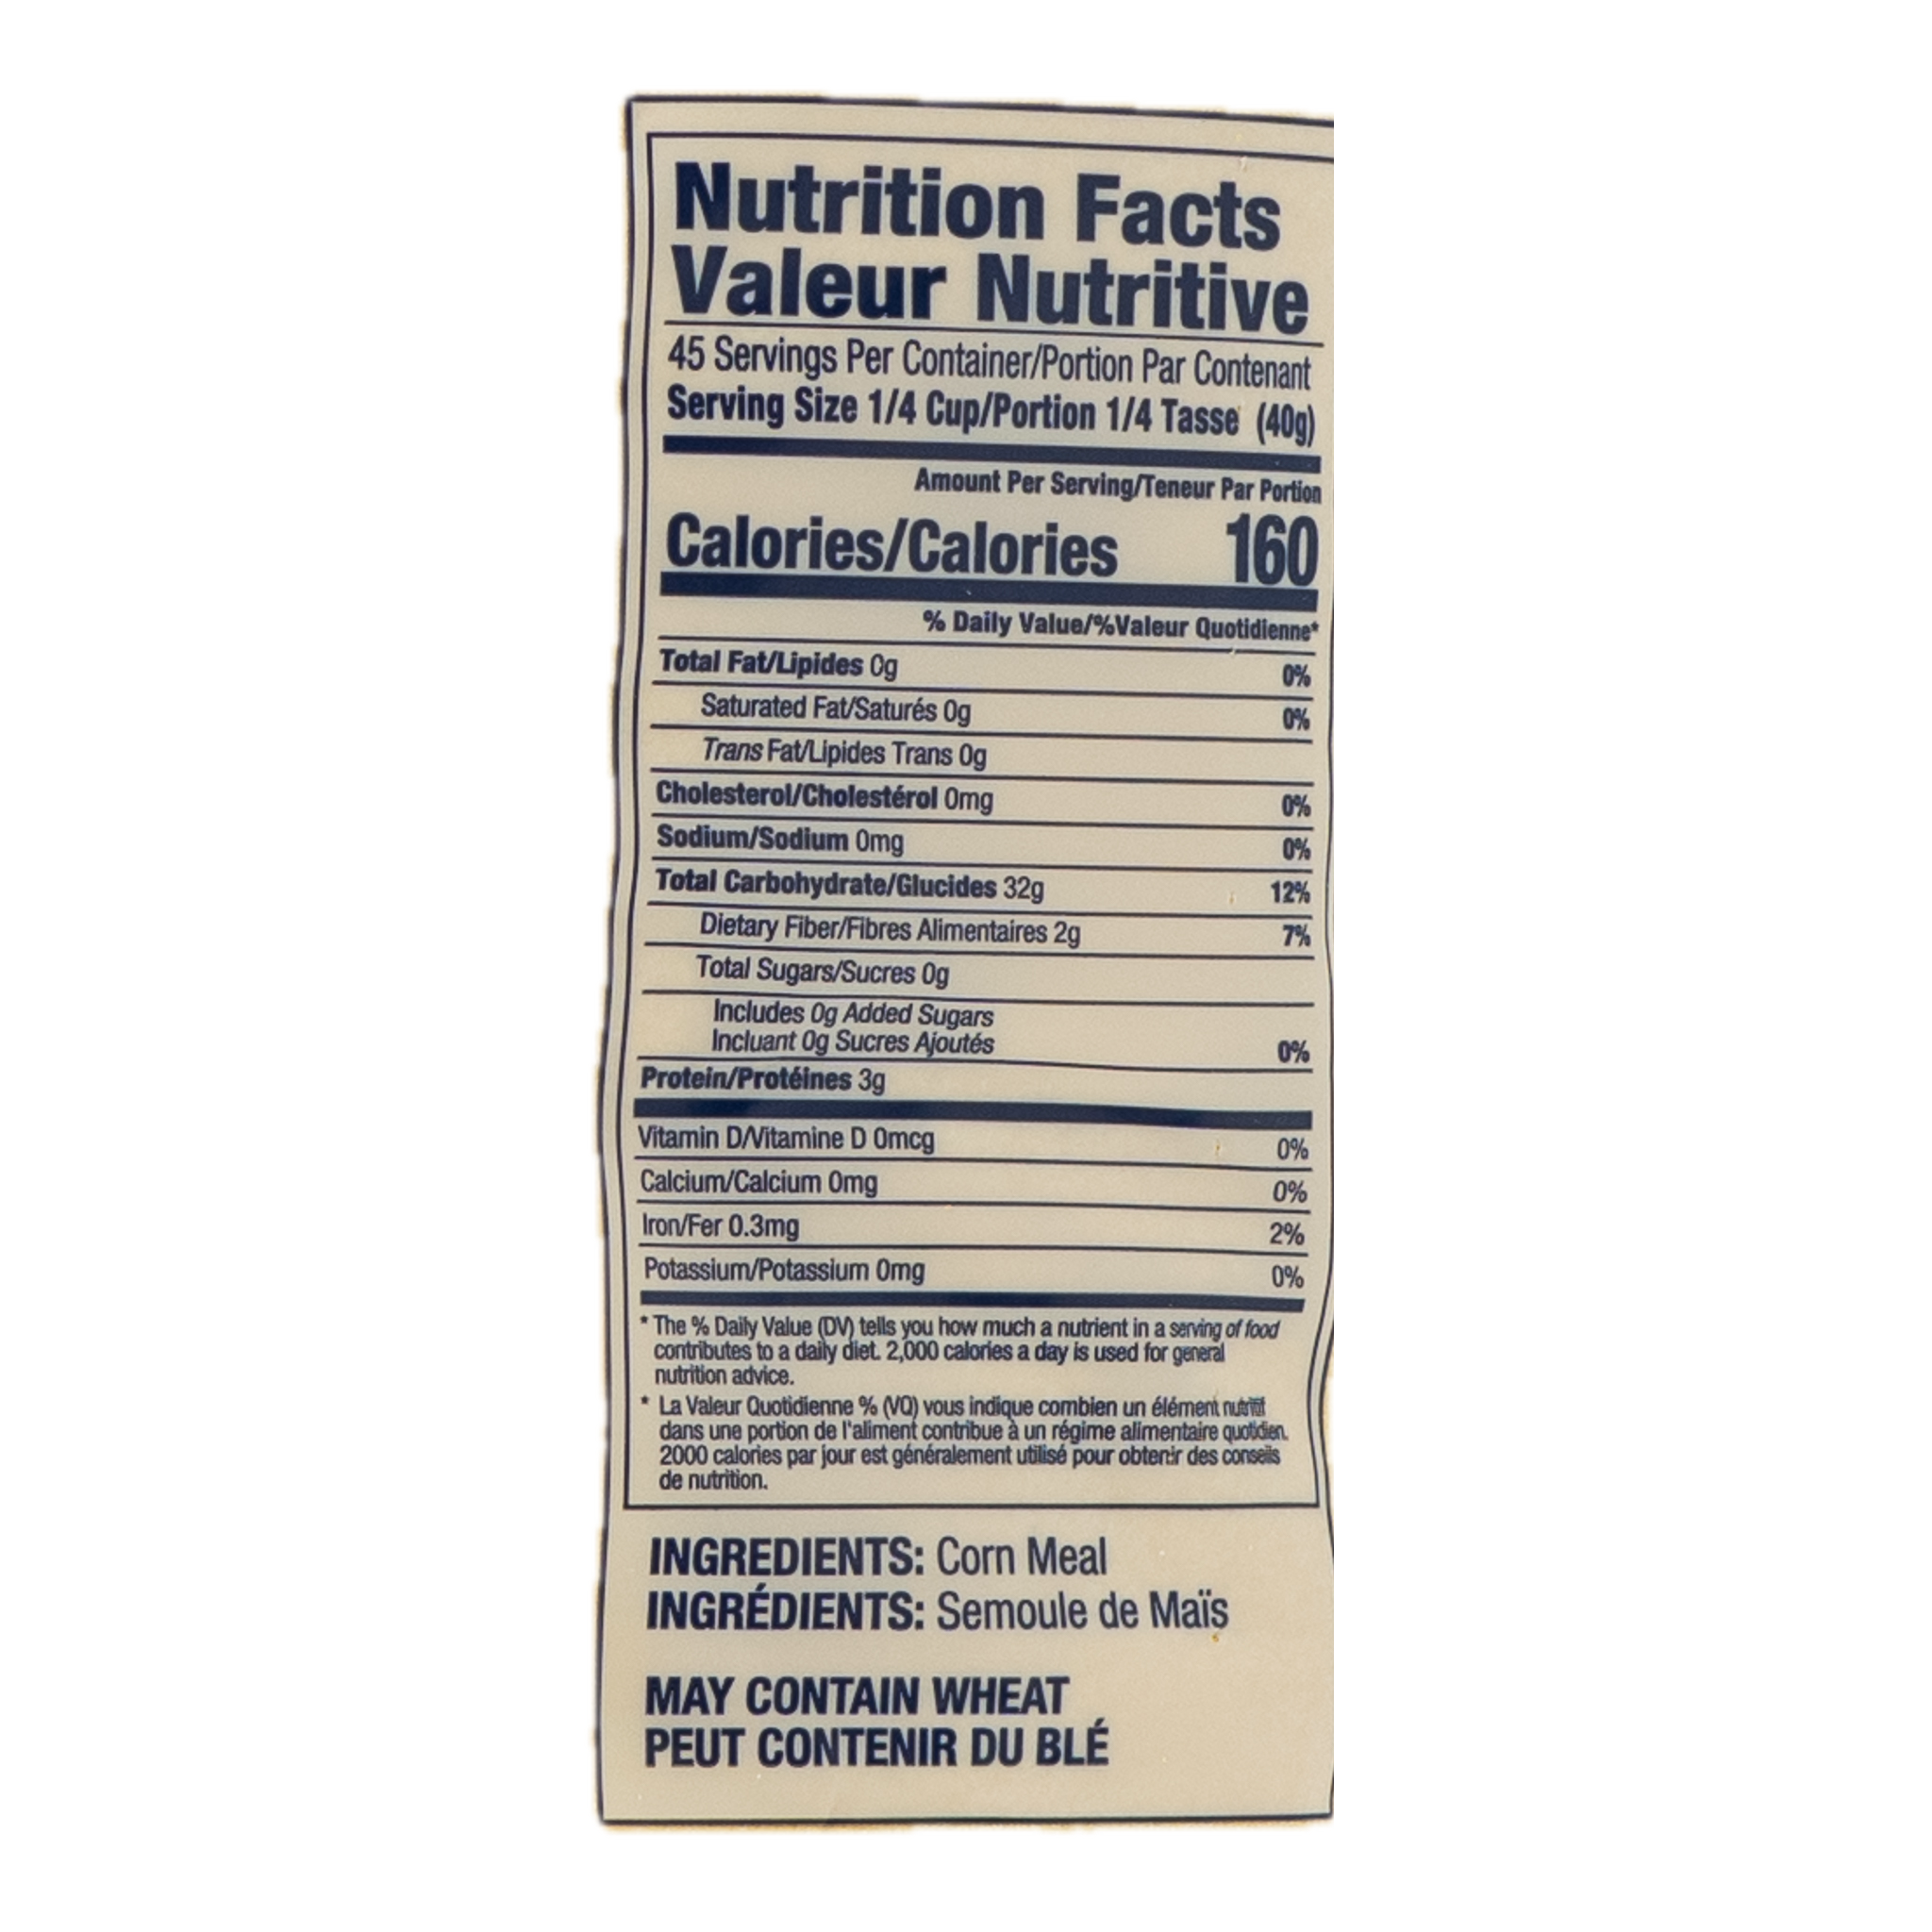 Nutrition Facts
Valeur Nutritive
45 Servings Per Container/Portion Par Contenant
Serving Size 1/4 Cup/Portion 1/4 Tasse (40g)
Amount Per Serving/Teneur Par Portion
Calories/Calories 160
% Daily Value/%Valeur Quotidienne*
Total Fat/Lipides 0g 0%
Saturated Fat/Saturés 0g 0%
Trans Fat/Lipides Trans 0g
Cholesterol/Cholestérol 0mg 0%
Sodium/Sodium 0mg 0%
Total Carbohydrate/Glucides 32g 12%
Dietary Fiber/Fibres Alimentaires 2g 7%
Total Sugars/Sucres 0g
Includes 0g Added Sugars
Incluant 0g Sucres Ajoutés 0%
Protein/Protéines 3g
Vitamin D/Vitamine D 0mcg 0%
Calcium/Calcium 0mg 0%
Iron/Fer 0.3mg 2%
Potassium/Potassium 0mg 0%
* The % Daily Value (DV) tells you how much a nutrient in a serving of food
contributes to a daily diet. 2,000 calories a day is used for general
nutrition advice.
* La Valeur Quotidienne % (VQ) vous indique combien un élément nutritif
dans une portion de l'aliment contribue à un régime alimentaire quotidien.
2000 calories par jour est généralement utilisé pour obtenir des conseils
de nutrition.
INGREDIENTS: Corn Meal
INGRÉDIENTS: Semoule de Maïs
MAY CONTAIN WHEAT
PEUT CONTENIR DU BLÉ